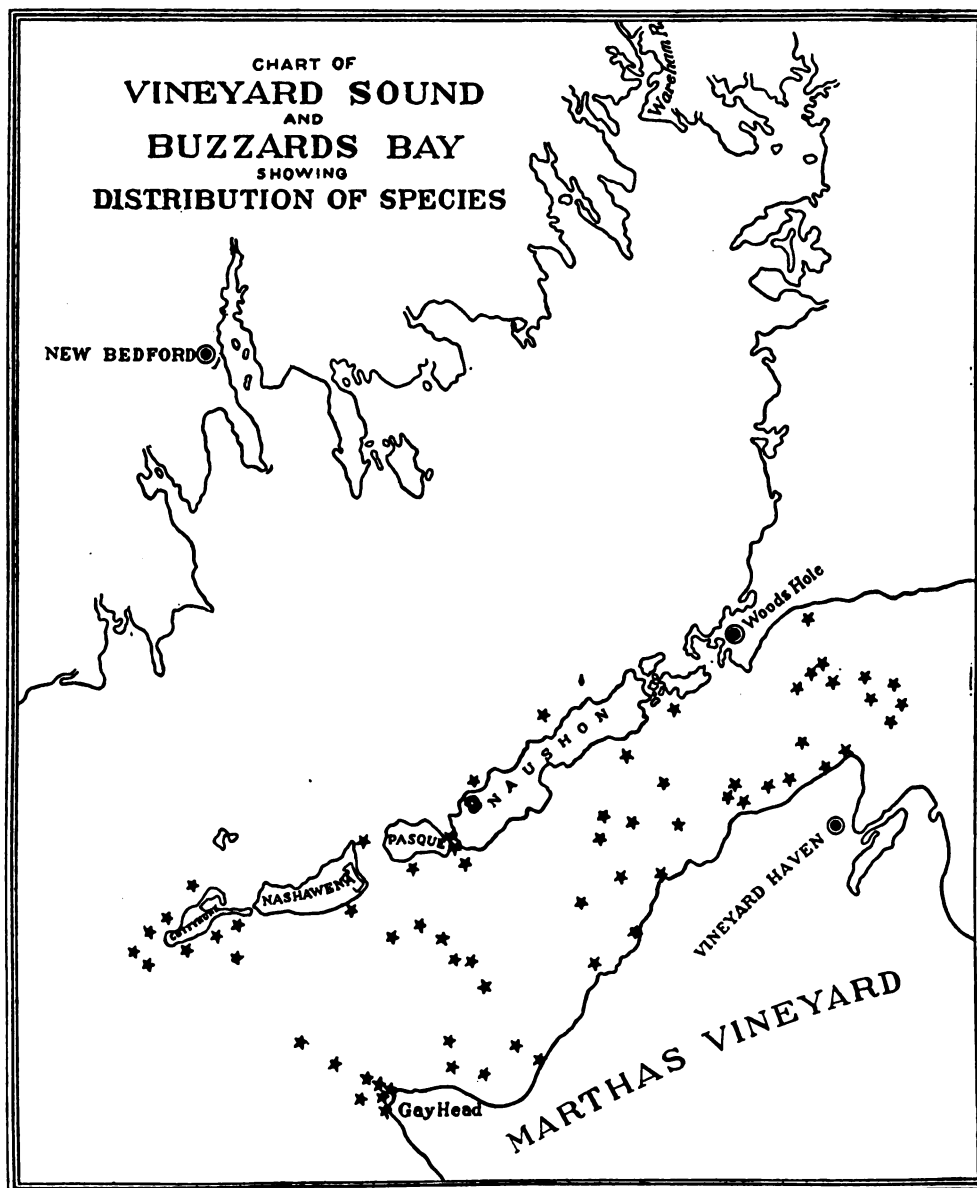 CHART OF
VINEYARD SOUND
AND
BUZZARDS BAY
SHOWING
DISTRIBUTION OF SPECIES
Wareham R.
NEW BEDFORD
Woods Hole
NAUSHON
PASQUE
NASHAWENA
CUTTYHUNK
VINEYARD HAVEN
MARTHAS VINEYARD
Gay Head